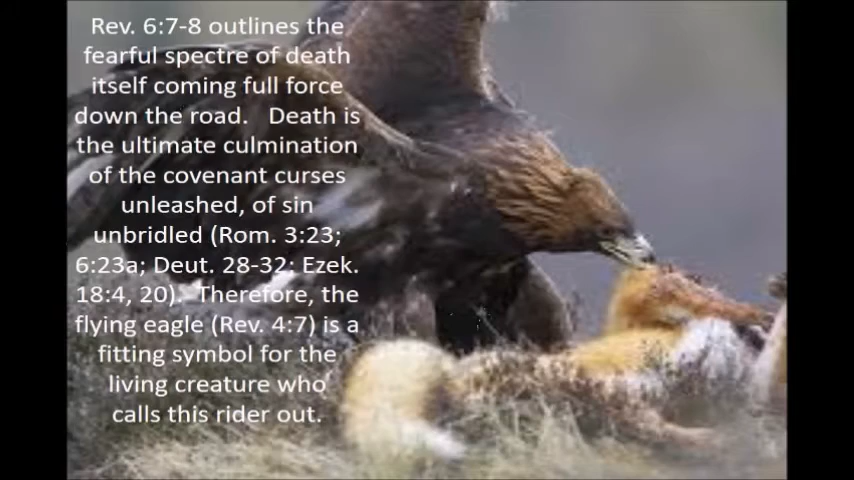 Rev. 6:7-8 outlines the
fearful spectre of death
itself coming full force
down the road.   Death is
the ultimate culmination
of the covenant curses
unleashed, of sin
unbridled (Rom. 3:23;
6:23a; Deut. 28-32; Ezek.
18:4, 20).  Therefore, the
flying eagle (Rev. 4:7) is a
fitting symbol for the
living creature who
calls this rider out.